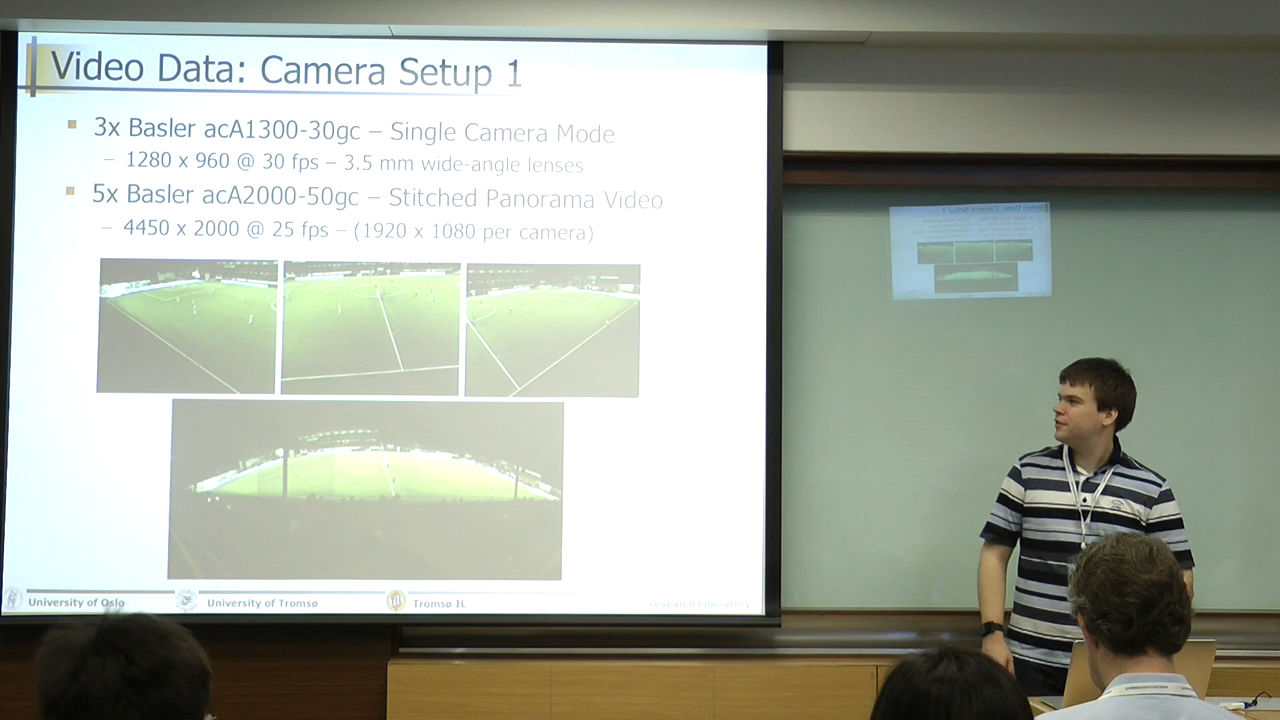 Video Data: Camera Setup 1
3x Basler acA1300-30gc – Single Camera Mode
– 1280 x 960 @ 30 fps – 3.5 mm wide-angle lenses
5x Basler acA2000-50gc – Stitched Panorama Video
– 4450 x 2000 @ 25 fps – (1920 x 1080 per camera)
University of Oslo
University of Tromsø
Tromsø IL
research laboratory